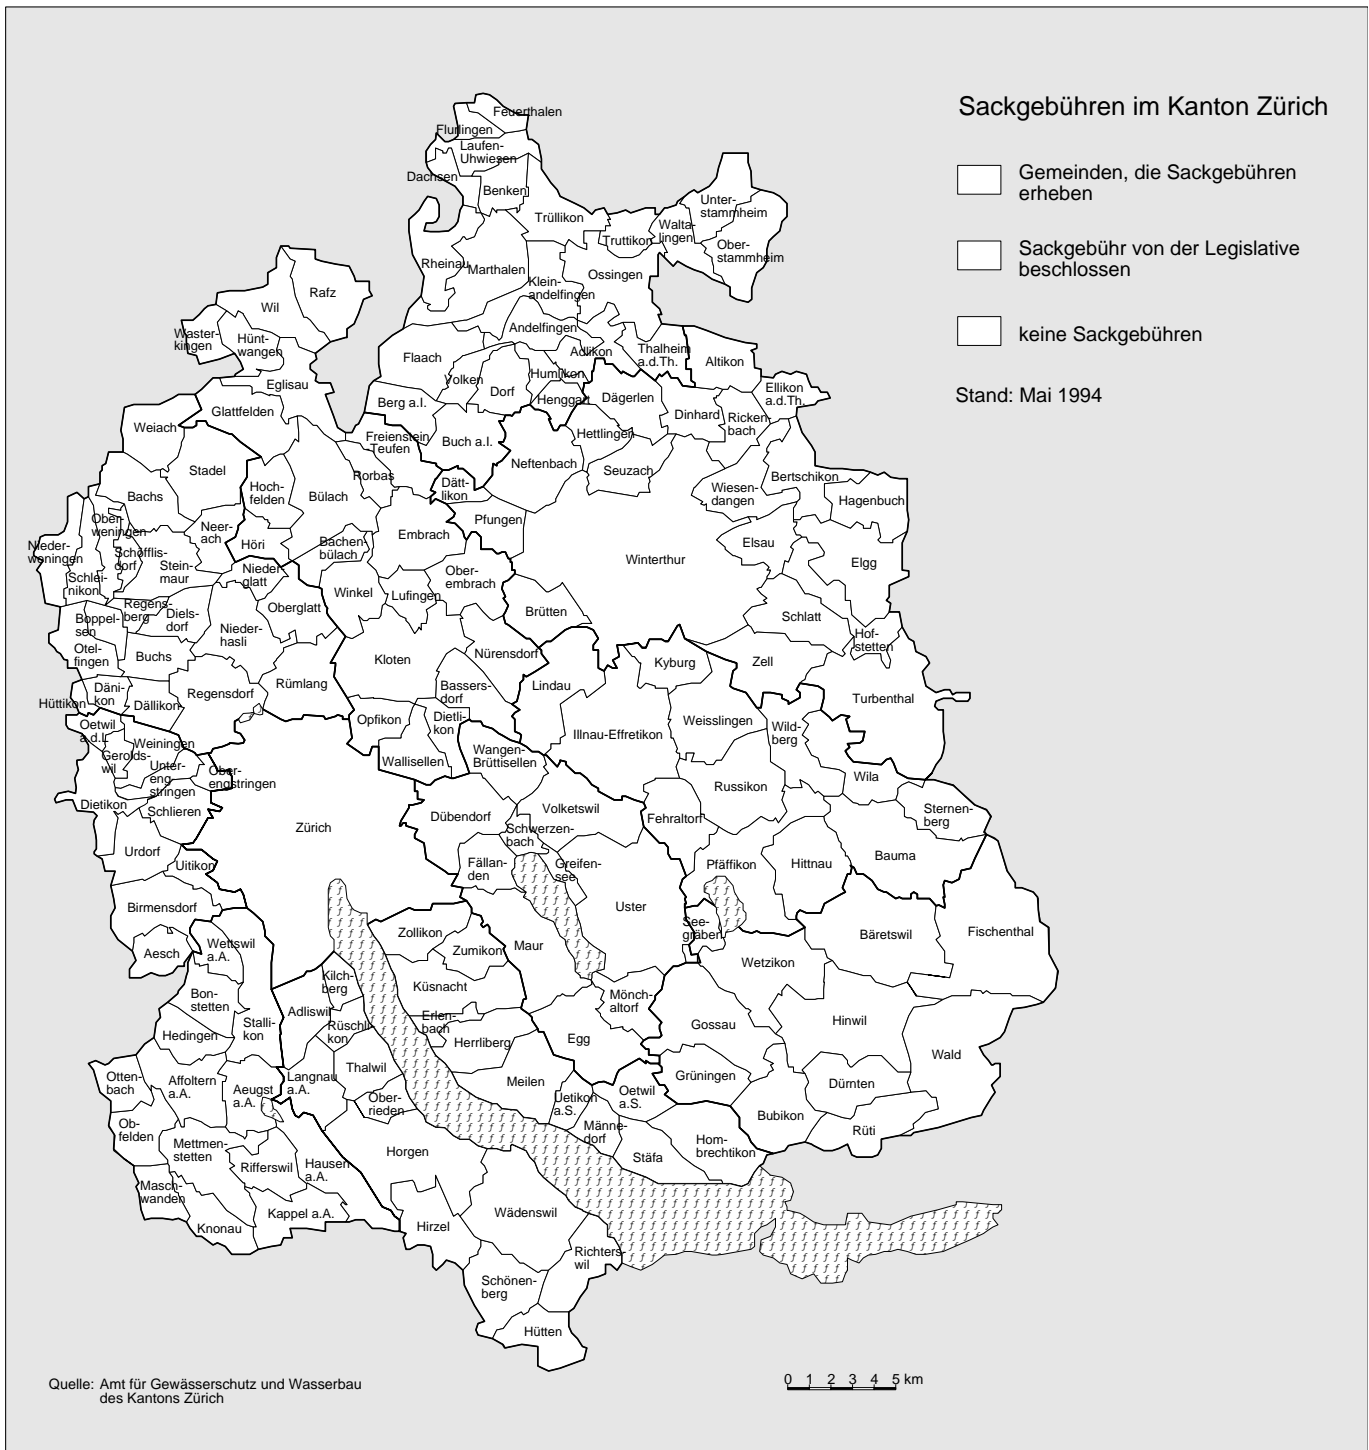 Sackgebühren im Kanton Zürich
Gemeinden, die Sackgebühren
erheben
Sackgebühr von der Legislative
beschlossen
keine Sackgebühren
Stand: Mai 1994
Feuerthalen
Flurlingen
Laufen-
Uhwiesen
Dachsen
Benken
Trüllikon
Truttikon
Walta-
lingen
Unter-
stammheim
Ober-
stammheim
Rheinau
Marthalen
Ossingen
Klein-
andelfingen
Andelfingen
Adlikon
Thalheim
a.d.Th.
Altikon
Ellikon
a.d.Th.
Flaach
Volken
Dorf
Humlikon
Henggart
Berg a.I.
Buch a.I.
Dägerlen
Dinhard
Ricken-
bach
Hettlingen
Neftenbach
Seuzach
Wiesen-
dangen
Bertschikon
Hagenbuch
Rafz
Wil
Waster-
kingen
Hünt-
wangen
Eglisau
Glattfelden
Weiach
Stadel
Freienstein
Teufen
Rorbas
Dätt-
likon
Pfungen
Hoch-
felden
Bülach
Bachs
Ober-
weningen
Nieder-
weningen
Schöfflis-
dorf
Schlei-
nikon
Stein-
maur
Neer-
ach
Höri
Bachen-
bülach
Embrach
Ober-
embrach
Winterthur
Elsau
Elgg
Nieder-
glatt
Winkel
Lufingen
Oberglatt
Brütten
Schlatt
Hof-
stetten
Regens-
berg
Diels-
dorf
Nieder-
hasli
Boppel-
sen
Otel-
fingen
Buchs
Kloten
Nürensdorf
Kyburg
Zell
Turbenthal
Hüttikon
Däni-
kon
Dällikon
Regensdorf
Rümlang
Bassers-
dorf
Lindau
Opfikon
Dietli-
kon
Illnau-Effretikon
Weisslingen
Wild-
berg
Oetwil
a.d.L
Weiningen
Gerolds-
wil
Unter-
eng
stringen
Ober-
engstringen
Wallisellen
Wangen-
Brüttisellen
Wila
Russikon
Sternen-
berg
Dietikon
Schlieren
Zürich
Dübendorf
Volketswil
Fehraltorf
Schwerzen-
bach
Urdorf
Uitikon
Fällan-
den
Greifen-
see
Pfäffikon
Hittnau
Bauma
Birmensdorf
Uster
See-
gräben
Aesch
Wettswil
a.A.
Zollikon
Zumikon
Maur
Wetzikon
Bäretswil
Fischenthal
Bon-
stetten
Kilch-
berg
Küsnacht
Mönch-
altorf
Adliswil
Rüschli-
kon
Erlen-
bach
Herrliberg
Egg
Gossau
Hinwil
Wald
Hedingen
Stalli-
kon
Thalwil
Langnau
a.A.
Meilen
Grüningen
Dürnten
Otten-
bach
Affoltern
a.A.
Aeugst
a.A.
Ober-
rieden
Uetikon
a.S.
Oetwil
a.S.
Bubikon
Rüti
Ob-
felden
Mettmen-
stetten
Rifferswil
Hausen
a.A.
Horgen
Männe-
dorf
Stäfa
Hom-
brechtikon
Masch-
wanden
Knonau
Kappel a.A.
Hirzel
Wädenswil
Richters-
wil
Schönen-
berg
Hütten
Quelle: Amt für Gewässerschutz und Wasserbau
des Kantons Zürich
0 1 2 3 4 5 km